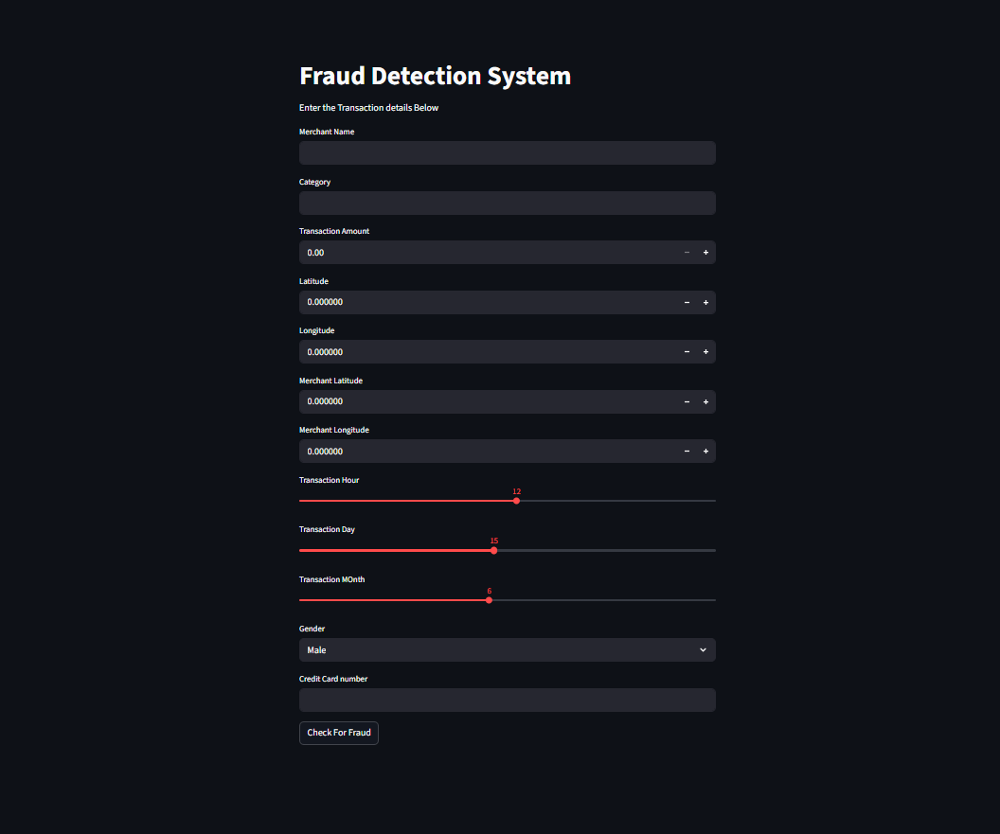 Fraud Detection System
Enter the Transaction details Below
Merchant Name
Category
Transaction Amount
0.00
Latitude
0.000000
Longitude
0.000000
Merchant Latitude
0.000000
Merchant Longitude
0.000000
Transaction Hour
12
Transaction Day
15
Transaction MOnth
6
Gender
Male
Credit Card number
Check For Fraud